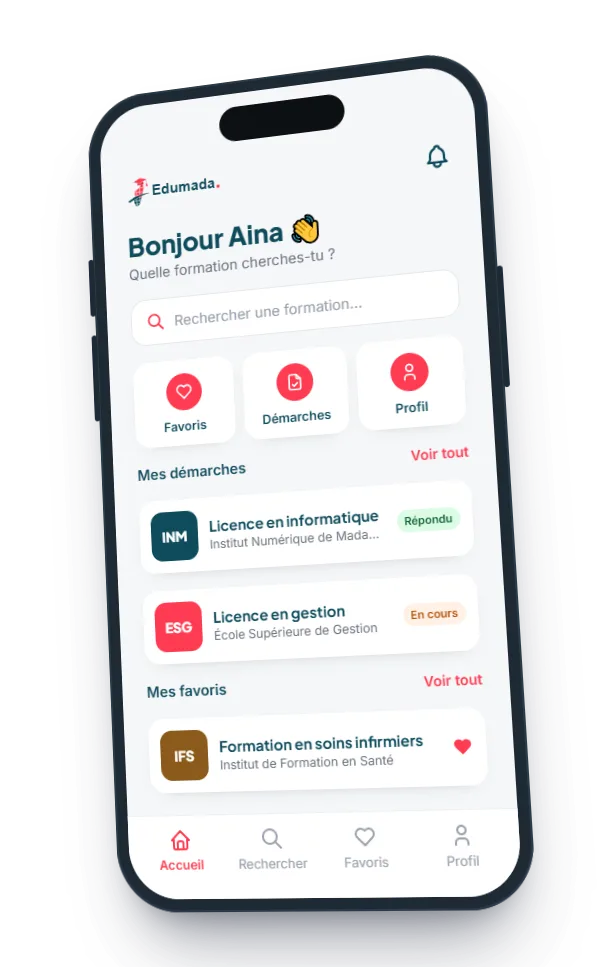 Edumada.
Bonjour Aina 👋
Quelle formation cherches-tu ?
Rechercher une formation...
Favoris
Démarches
Profil
Mes démarches
Voir tout
INM
Licence en informatique
Institut Numérique de Mada...
Répondu
ESG
Licence en gestion
École Supérieure de Gestion
En cours
Mes favoris
Voir tout
IFS
Formation en soins infirmiers
Institut de Formation en Santé
Accueil
Rechercher
Favoris
Profil